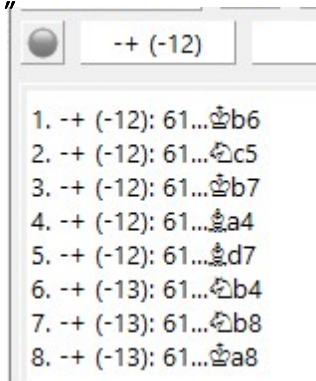 "
-+ (-12)
1. -+ (-12): 61...♔b6
2. -+ (-12): 61...♘c5
3. -+ (-12): 61...♔b7
4. -+ (-12): 61...♗a4
5. -+ (-12): 61...♗d7
6. -+ (-13): 61...♘b4
7. -+ (-13): 61...♘b8
8. -+ (-13): 61...♔a8